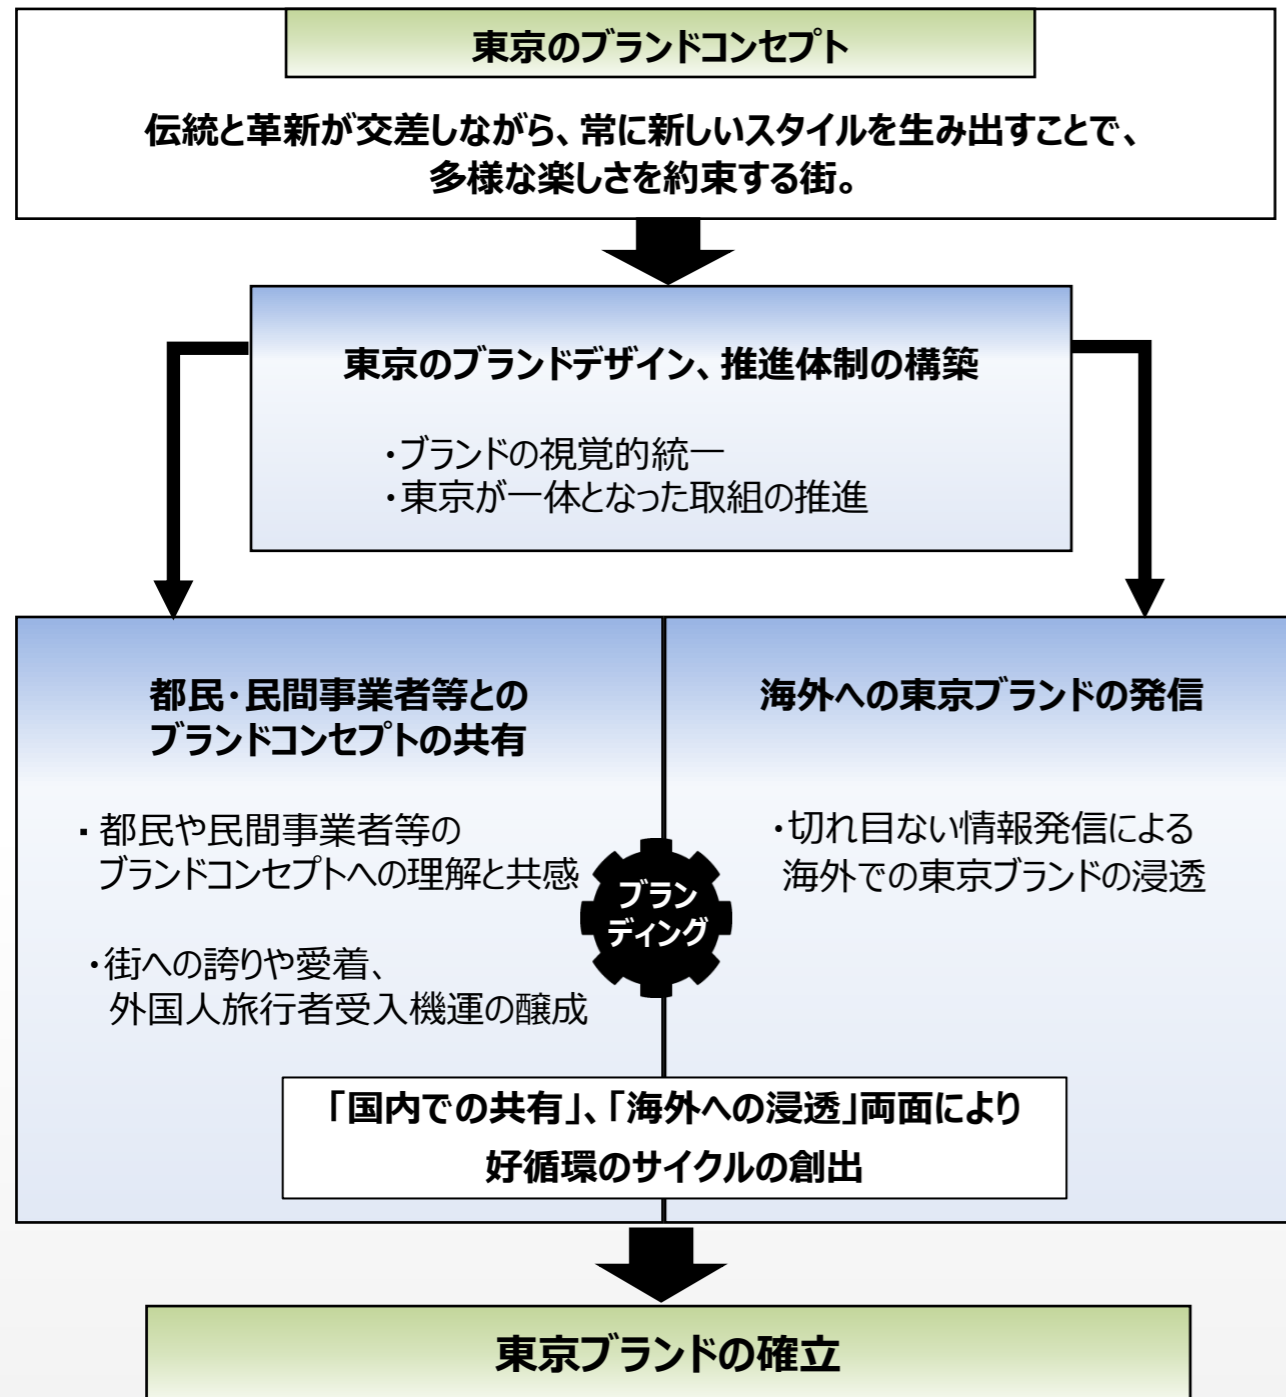 東京のブランドコンセプト
伝統と革新が交差しながら、常に新しいスタイルを生み出すことで、
多様な楽しさを約束する街。
東京のブランドデザイン、推進体制の構築
・ブランドの視覚的統一
・東京が一体となった取組の推進
都民・民間事業者等との
ブランドコンセプトの共有
・都民や民間事業者等の
ブランドコンセプトへの理解と共感
・街への誇りや愛着、
外国人旅行者受入機運の醸成
ブラン
ディング
海外への東京ブランドの発信
・切れ目ない情報発信による
海外での東京ブランドの浸透
「国内での共有」、「海外への浸透」両面により
好循環のサイクルの創出
東京ブランドの確立